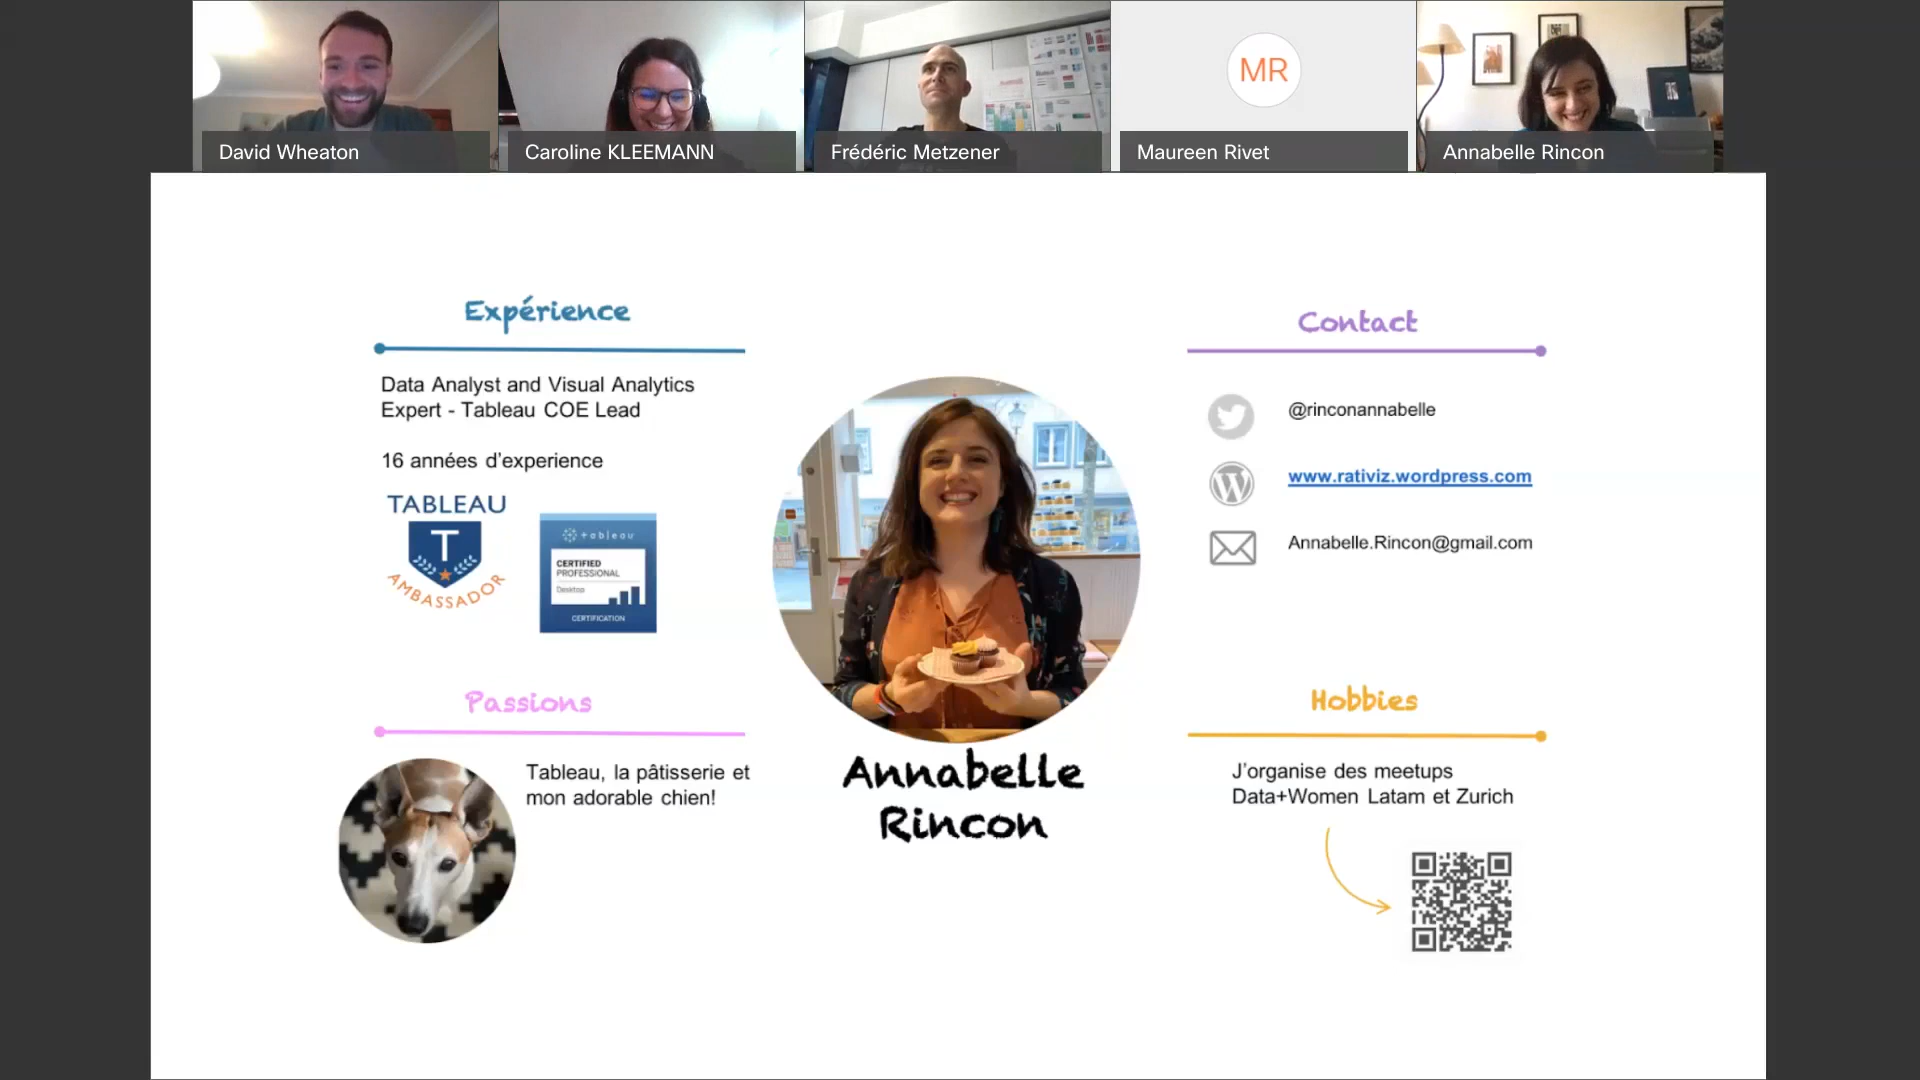 David Wheaton
Caroline KLEEMANN
Frédéric Metzener
MR
Maureen Rivet
Annabelle Rincon
Expérience
Data Analyst and Visual Analytics
Expert - Tableau COE Lead
16 années d'experience
TABLEAU
T
AMBASSADOR
+ableau
CERTIFIED
PROFESSIONAL
Desktop
CERTIFICATION
Contact
@rinconannabelle
www.rativiz.wordpress.com
Annabelle.Rincon@gmail.com
Passions
Tableau, la pâtisserie et
mon adorable chien!
Annabelle
Rincon
Hobbies
J'organise des meetups
Data+Women Latam et Zurich